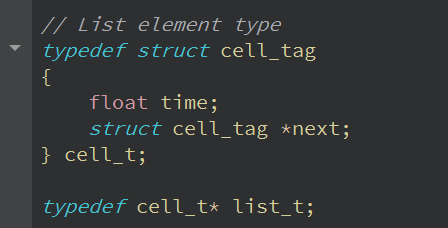 // List element type
typedef struct cell_tag
{
    float time;
    struct cell_tag *next;
} cell_t;
typedef cell_t* list_t;